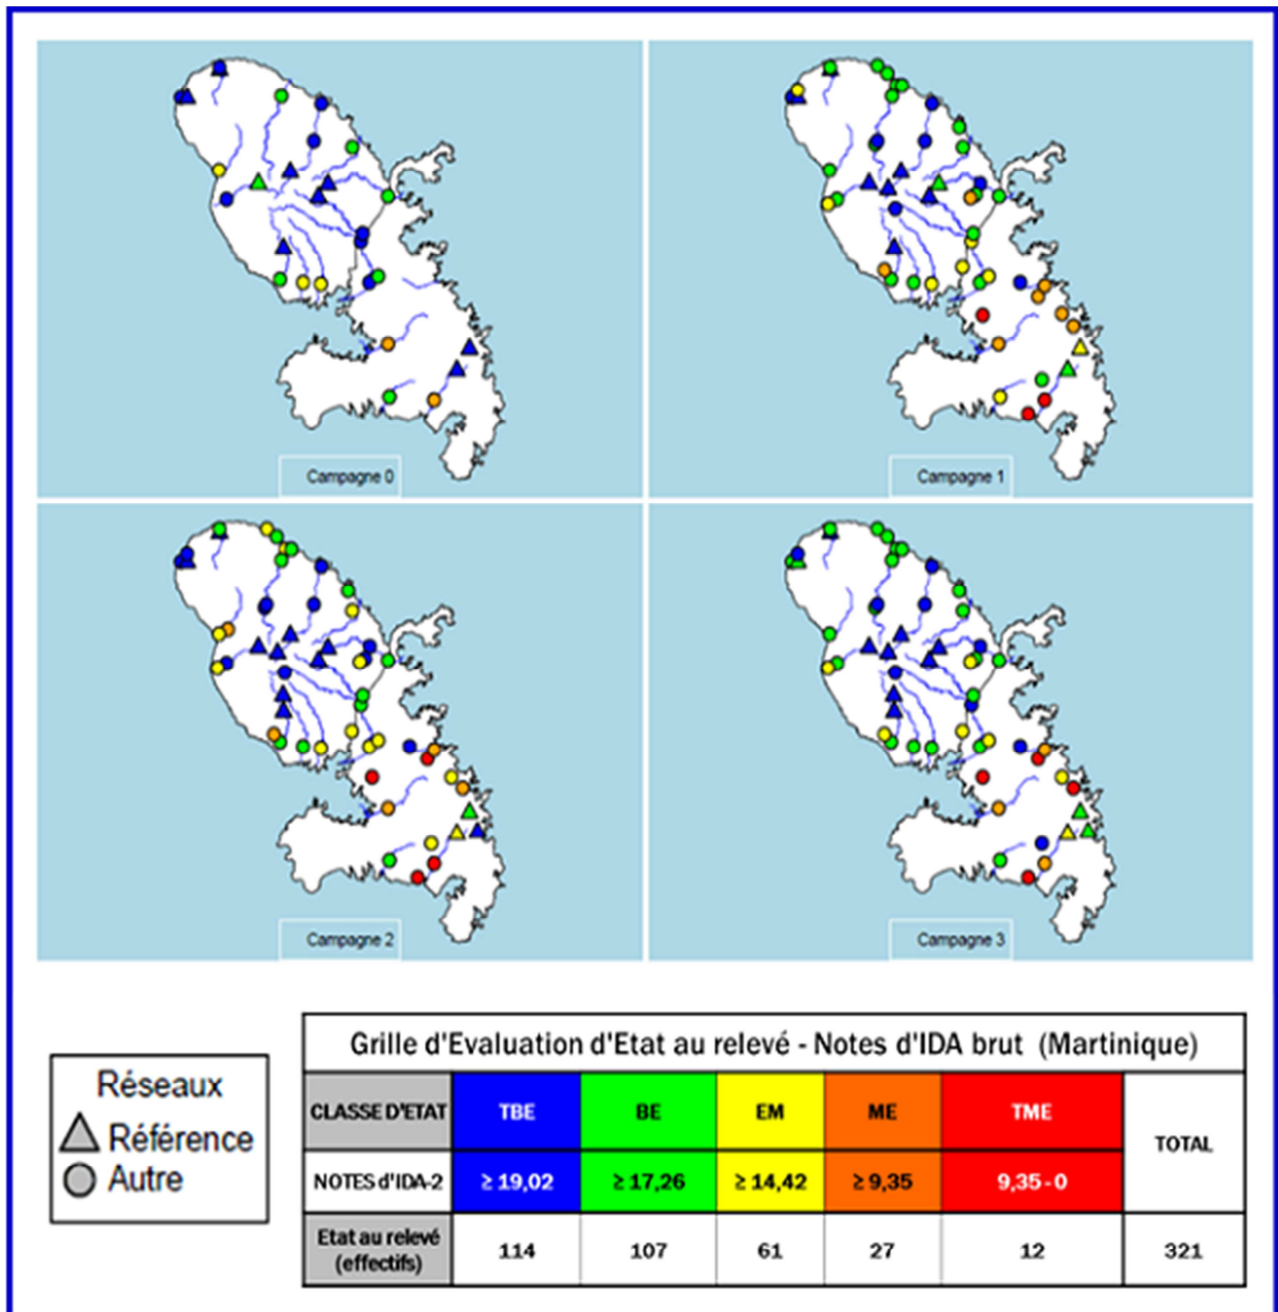 Campagne 0
Campagne 1
Campagne 2
Campagne 3
Réseaux
Référence
Autre
Grille d'Evaluation d'Etat au relevé - Notes d'IDA brut (Martinique)
CLASSE D'ETAT TBE BE EM ME TME TOTAL
NOTES d'IDA-2 ≥ 19,02 ≥ 17,26 ≥ 14,42 ≥ 9,35 9,35-0
Etat au relevé
(effectifs) 114 107 61 27 12 321